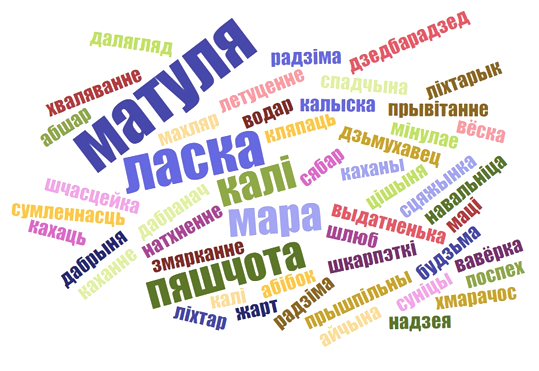 далягляд
матуля
радзіма
дзедбарадзед
хваляванне
летуценне
спадчына
ліхтарык
абшар
махляр
водар
калыска
прывітанне
кляпаць
мінулае
вёска
ласка
дзьмухавец
калі
сябар
каханы
цішыня
сцяжынка
навальніца
шчасцейка
сумленнасць
дабранач
мара
выдатненька
маці
кахаць
натхненне
шлюб
дабрыня
змярканне
шкарпэткі
будзьма
вавёрка
каханне
пяшчота
абібок
прышпільны
суніцы
поспех
калі
радзіма
хмарачос
ліхтар
жарт
айчына
надзея